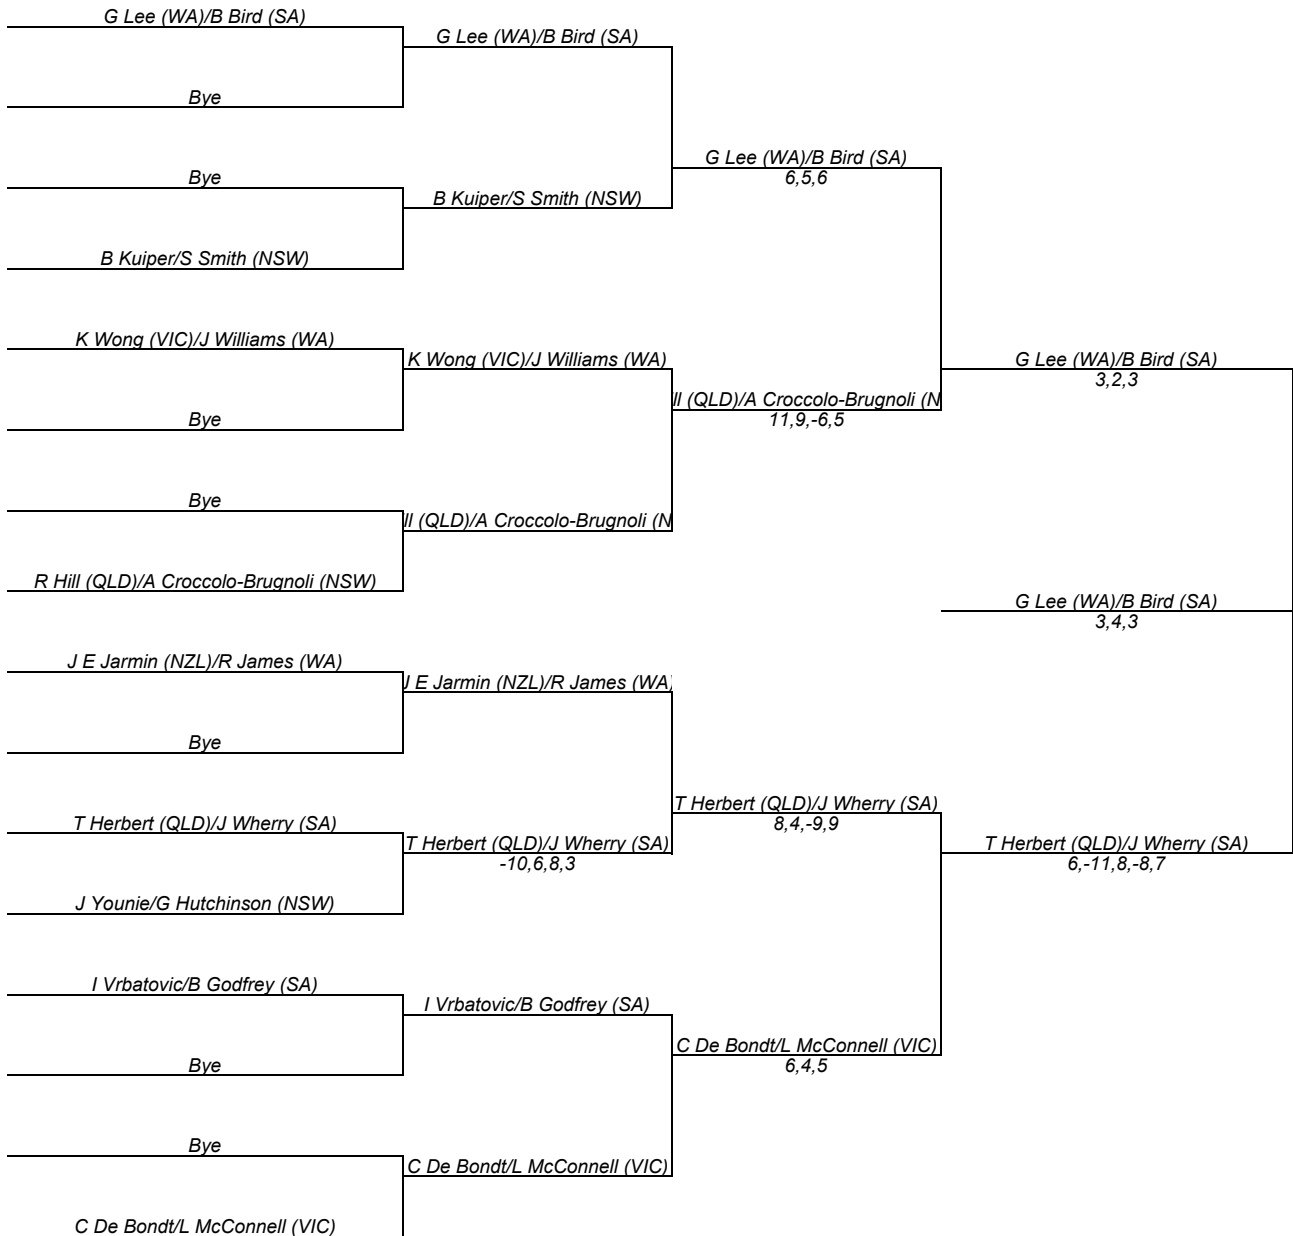 G Lee (WA)/B Bird (SA)
G Lee (WA)/B Bird (SA)
Bye
G Lee (WA)/B Bird (SA)
6,5,6
Bye
B Kuiper/S Smith (NSW)
B Kuiper/S Smith (NSW)
K Wong (VIC)/J Williams (WA)
K Wong (VIC)/J Williams (WA)
G Lee (WA)/B Bird (SA)
3,2,3
ll (QLD)/A Croccolo-Brugnoli (N
11,9,-6,5
Bye
Bye
ll (QLD)/A Croccolo-Brugnoli (N
R Hill (QLD)/A Croccolo-Brugnoli (NSW)
G Lee (WA)/B Bird (SA)
3,4,3
J E Jarmin (NZL)/R James (WA)
J E Jarmin (NZL)/R James (WA)
Bye
T Herbert (QLD)/J Wherry (SA)
8,4,-9,9
T Herbert (QLD)/J Wherry (SA)
T Herbert (QLD)/J Wherry (SA)
-10,6,8,3
T Herbert (QLD)/J Wherry (SA)
6,-11,8,-8,7
J Younie/G Hutchinson (NSW)
I Vrbatovic/B Godfrey (SA)
I Vrbatovic/B Godfrey (SA)
C De Bondt/L McConnell (VIC)
6,4,5
Bye
Bye
C De Bondt/L McConnell (VIC)
C De Bondt/L McConnell (VIC)